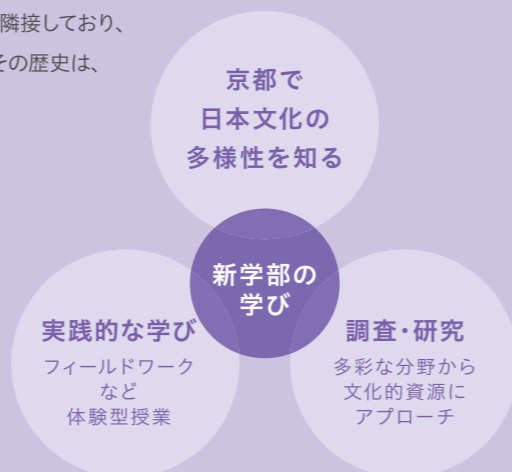 隣接しており、
その歴史は、
京都で
日本文化の
多様性を知る
新学部の
学び
実践的な学び
フィールドワーク
など
体験型授業
調査・研究
多彩な分野から
文化的資源に
アプローチ